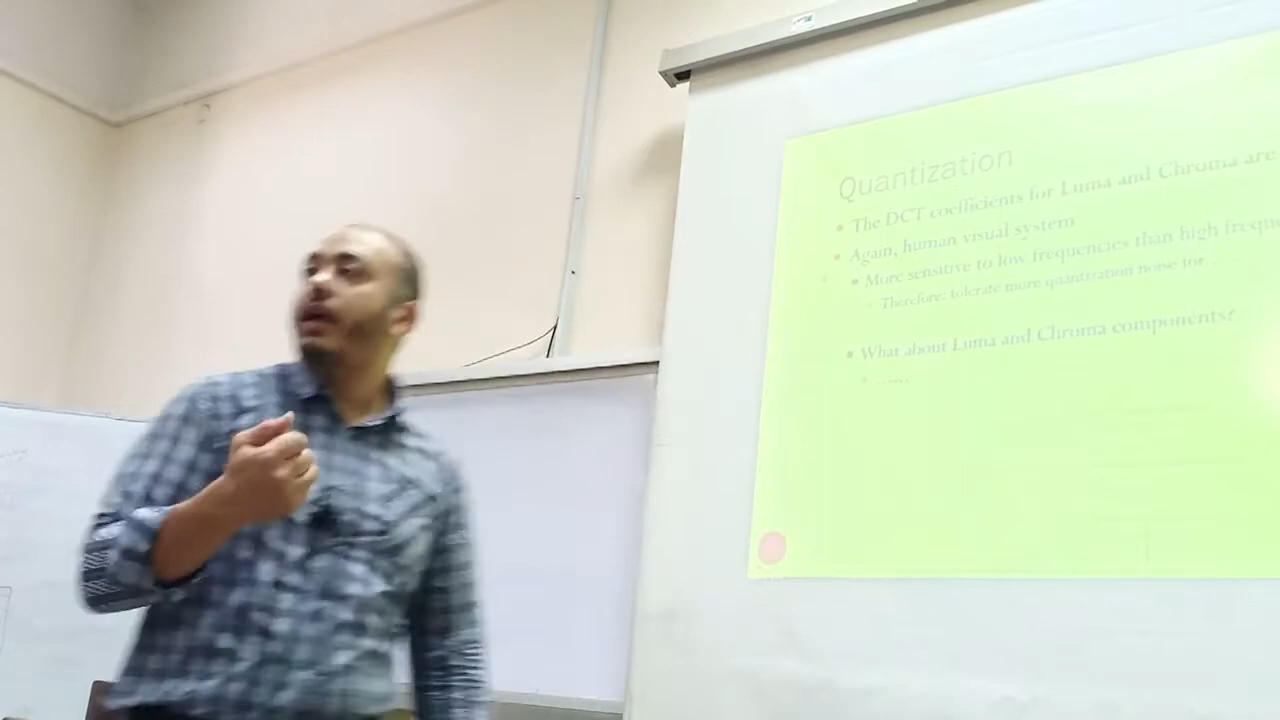 Quantization
The DCT coefficients for Luma and Chroma are
Again, human visual system
More sensitive to low frequencies than high freque
Therefore: tolerate more quantization noise for . . .
What about Luma and Chroma components?